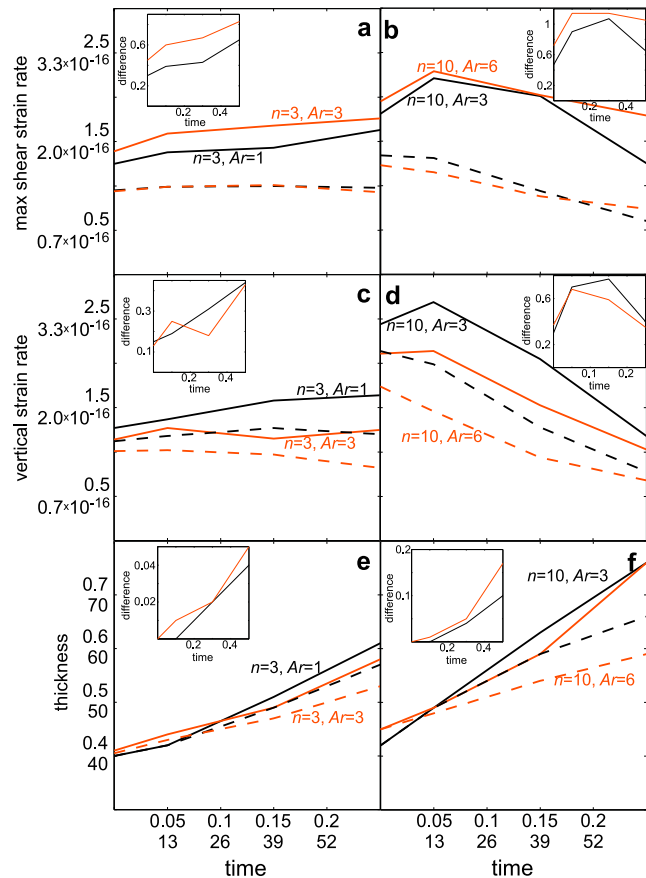 a
difference
0.6
0.2
0.2
0.4
time
2.5
3.3×10-16
1.5
2.0×10-16
0.5
0.7×10-16
max shear strain rate
n=3, Ar=3
n=3, Ar=1
b
difference
1
0.6
0.2
0.2
0.4
time
n=10, Ar=6
n=10, Ar=3
c
difference
0.3
0.1
0.2
0.4
time
2.5
3.3×10-16
1.5
2.0×10-16
0.5
0.7×10-16
vertical strain rate
n=3, Ar=1
n=3, Ar=3
d
difference
0.6
0.2
0.1
0.2
time
n=10, Ar=3
n=10, Ar=6
e
difference
0.04
0.02
0.2
0.4
time
0.7
70
0.6
60
0.5
50
0.4
40
thickness
n=3, Ar=1
n=3, Ar=3
f
difference
0.2
0.1
0.2
0.4
time
n=10, Ar=3
n=10, Ar=6
0.05 0.1 0.15 0.2
13 26 39 52
time
0.05 0.1 0.15 0.2
13 26 39 52
time